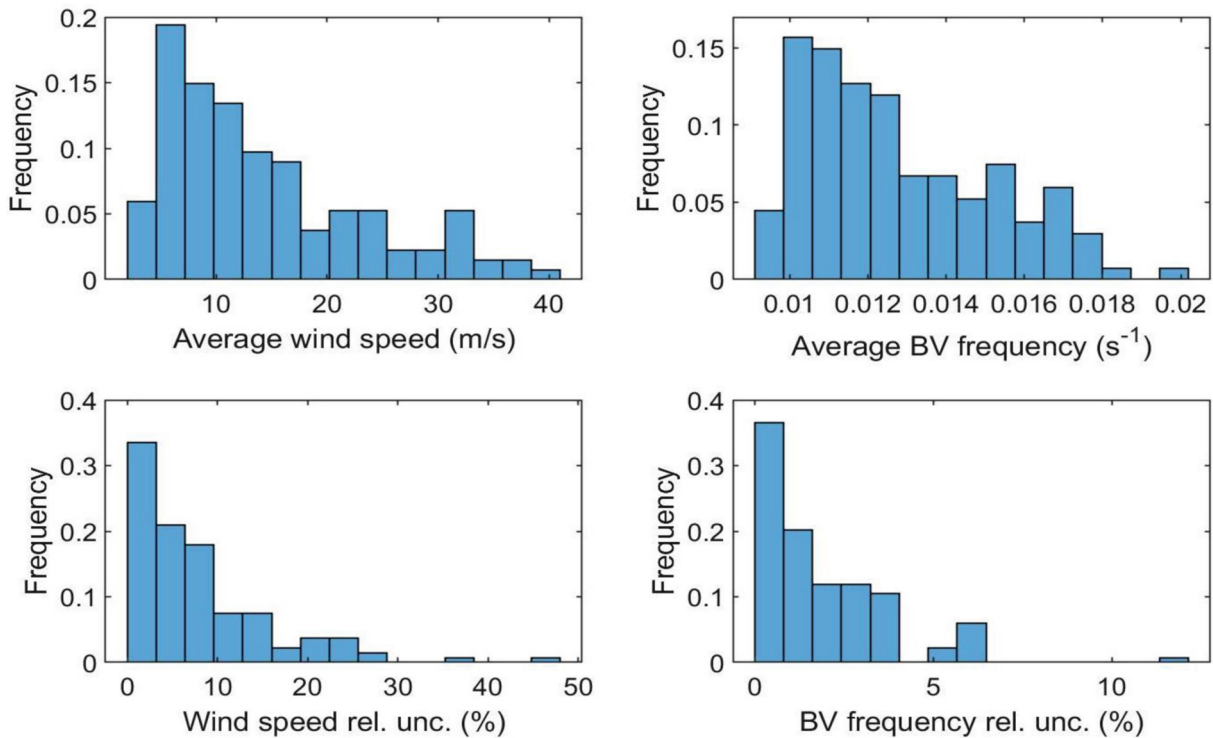 0.2
0.15
0.1
0.05
0
Frequency
10 20 30 40
Average wind speed (m/s)
0.15
0.1
0.05
0
Frequency
0.01 0.012 0.014 0.016 0.018 0.02
Average BV frequency (s-1)
0.4
0.3
0.2
0.1
0
Frequency
0 10 20 30 40 50
Wind speed rel. unc. (%)
0.4
0.3
0.2
0.1
0
Frequency
0 5 10
BV frequency rel. unc. (%)